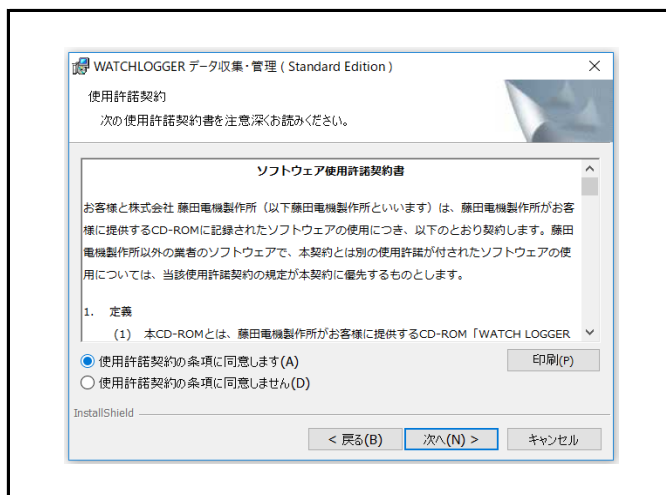 WATCHLOGGER データ収集・管理 ( Standard Edition )
使用許諾契約
次の使用許諾契約書を注意深くお読みください。
ソフトウェア使用許諾契約書
お客様と株式会社 藤田電機製作所（以下藤田電機製作所といいます）は、藤田電機製作所がお客
様に提供するCD-ROMに記録されたソフトウェアの使用につき、以下のとおり契約します。藤田
電機製作所以外の業者のソフトウェアで、本契約とは別の使用許諾が付されたソフトウェアの使
用については、当該使用許諾契約の規定が本契約に優先するものとします。
1. 定義
(1) 本CD-ROMとは、藤田電機製作所がお客様に提供するCD-ROM「WATCH LOGGER
使用許諾契約の条項に同意します(A)
印刷(P)
使用許諾契約の条項に同意しません(D)
InstallShield
< 戻る(B) 次へ(N) > キャンセル